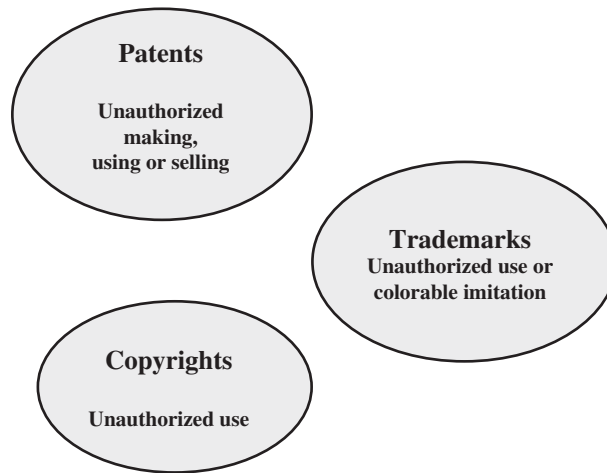 Patents
Unauthorized
making,
using or selling
Trademarks
Unauthorized use or
colorable imitation
Copyrights
Unauthorized use